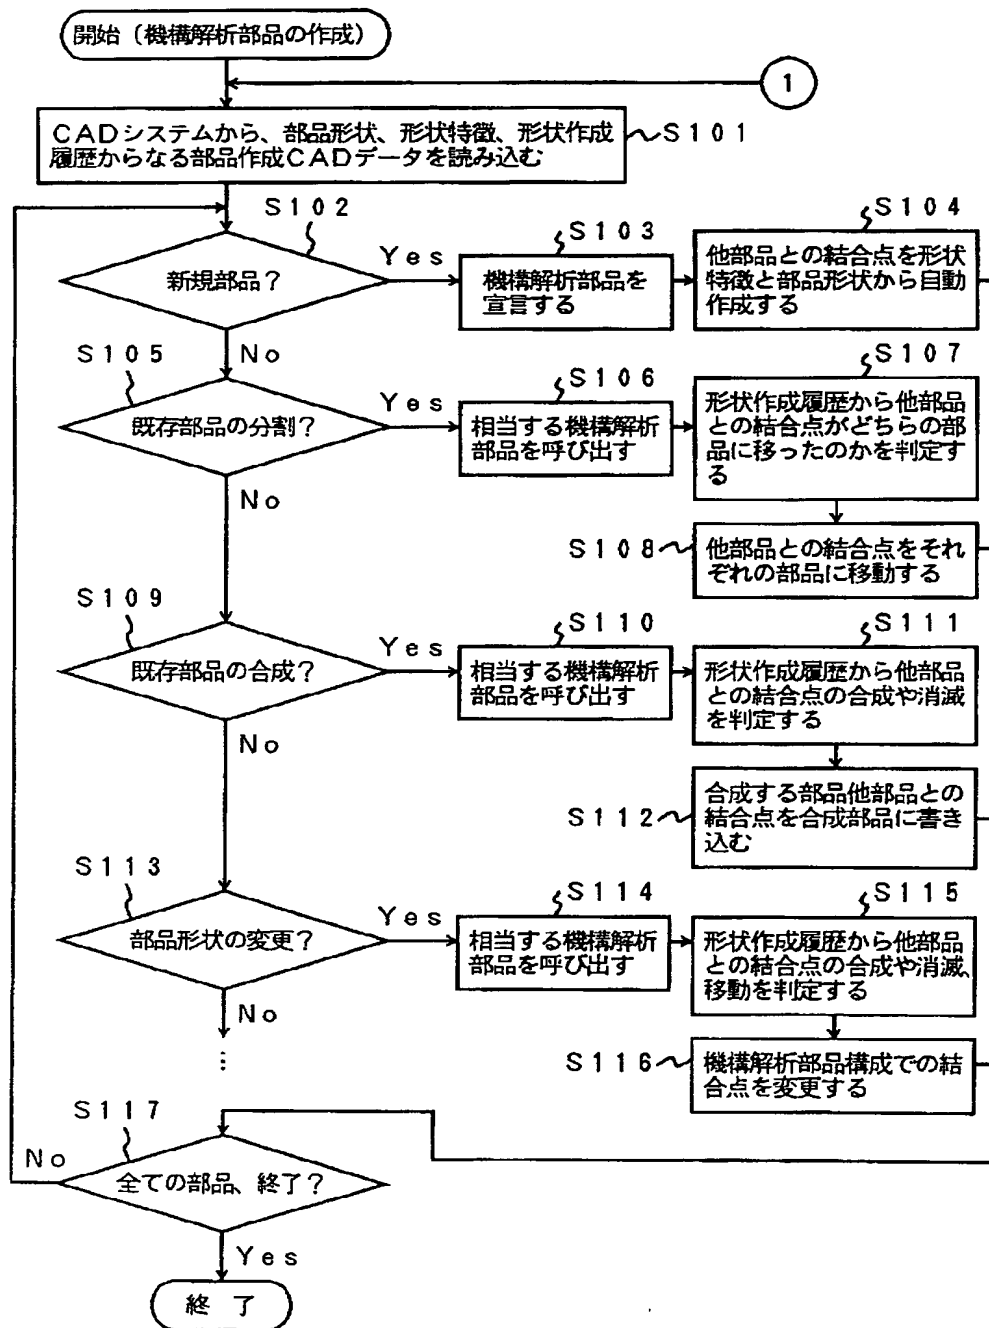 開始（機構解析部品の作成）
1
CADシステムから、部品形状、形状特徴、形状作成
履歴からなる部品作成CADデータを読み込む
S101
S102
新規部品？
Yes
No
S103
機構解析部品を
宣言する
S104
他部品との結合点を形状
特徴と部品形状から自動
作成する
S105
既存部品の分割？
Yes
No
S106
相当する機構解析
部品を呼び出す
S107
形状作成履歴から他部品
との結合点がどちらの部
品に移ったのかを判定す
る
S108
他部品との結合点をそれ
ぞれの部品に移動する
S109
既存部品の合成？
Yes
No
S110
相当する機構解析
部品を呼び出す
S111
形状作成履歴から他部品
との結合点の合成や消滅
を判定する
S112
合成する部品他部品との
結合点を合成部品に書き
込む
S113
部品形状の変更？
Yes
No
S114
相当する機構解析
部品を呼び出す
S115
形状作成履歴から他部品
との結合点の合成や消滅、
移動を判定する
S116
機構解析部品構成での結
合点を変更する
…
S117
No
全ての部品、終了？
Yes
終 了